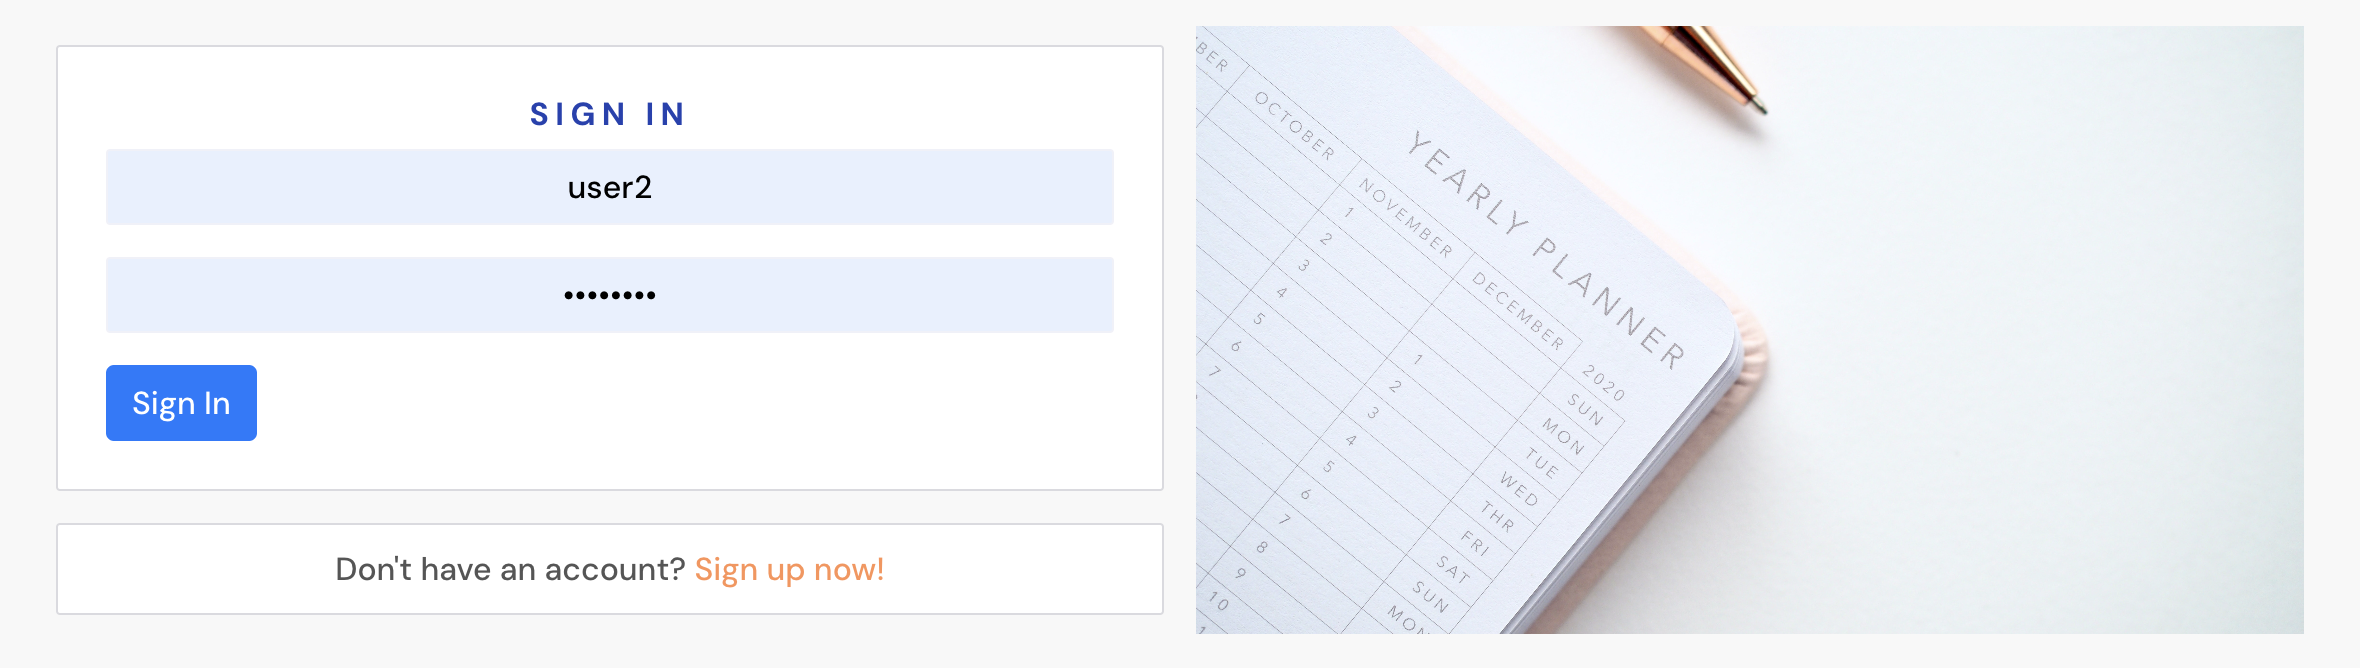 SIGN IN
user2
••••••••
Sign In
Don't have an account? Sign up now!
YEARLY PLANNER
OCTOBER
NOVEMBER
DECEMBER
2020
1
2
3
4
5
6
7
1
2
3
4
5
6
7
8
9
10
SUN
MON
TUE
WED
THR
FRI
SAT
SUN